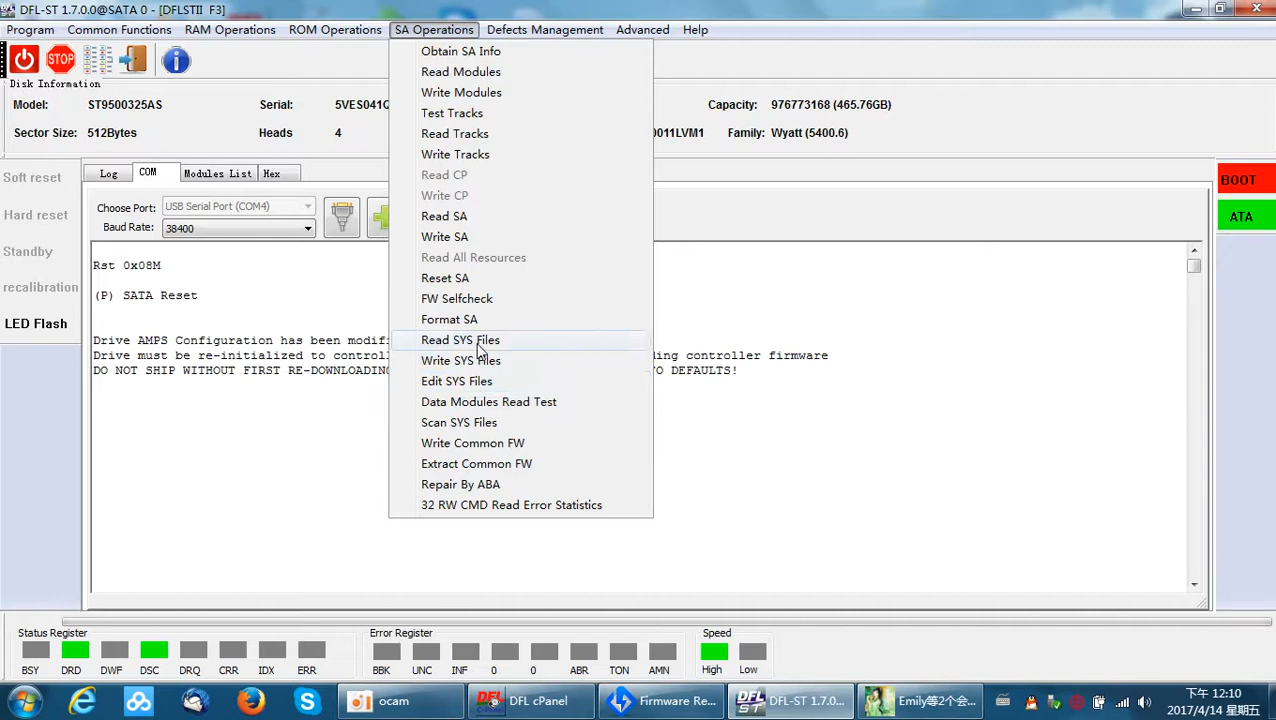 DFL-ST 1.7.0.0@SATA 0 - [DFLSTII F3]
Program Common Functions RAM Operations ROM Operations SA Operations Defects Management Advanced Help
STOP
Disk Information
Model: ST9500325AS Serial: 5VES041Q Capacity: 976773168 (465.76GB)
Sector Size: 512Bytes Heads 4 0011LVM1 Family: Wyatt (5400.6)
Obtain SA Info
Read Modules
Write Modules
Test Tracks
Read Tracks
Write Tracks
Read CP
Write CP
Read SA
Write SA
Read All Resources
Reset SA
FW Selfcheck
Format SA
Read SYS Files
Write SYS Files
Edit SYS Files
Data Modules Read Test
Scan SYS Files
Write Common FW
Extract Common FW
Repair By ABA
32 RW CMD Read Error Statistics
Soft reset
Hard reset
Standby
recalibration
LED Flash
Log COM Modules List Hex
Choose Port: USB Serial Port (COM4)
Baud Rate: 38400
Rst 0x08M
(P) SATA Reset
Drive AMPS Configuration has been modif
Drive must be re-initialized to control ding controller firmware
DO NOT SHIP WITHOUT FIRST RE-DOWNLOADING O DEFAULTS!
BOOT
ATA
Status Register Error Register Speed
BSY DRD DWF DSC DRQ CRR IDX ERR BBK UNC INF 0 0 ABR TON AMN High Low
ocam DFL cPanel Firmware Re... DFL-ST 1.7.0.... Emily等2个会...
下午 12:10
2017/4/14 星期五